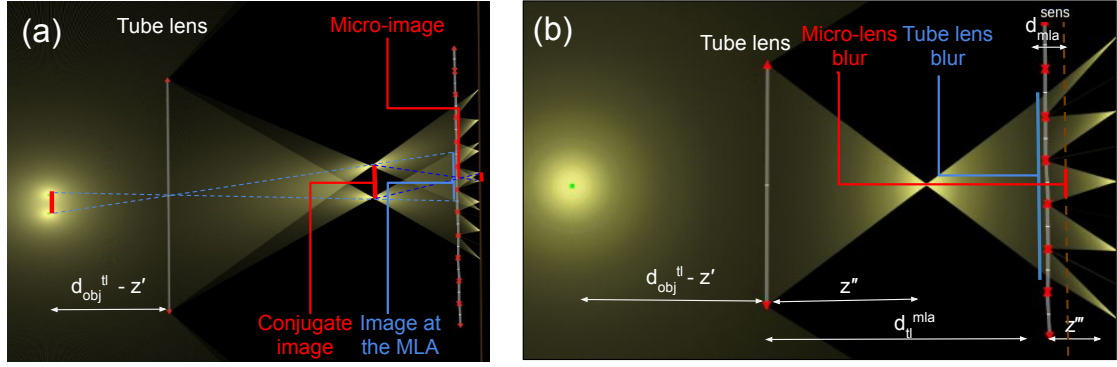 (a)
Tube lens
Micro-image
d_obj^tl - z′
Conjugate
image
Image at
the MLA
(b)
Tube lens
Micro-lens
blur
Tube lens
blur
d_mla^sens
d_obj^tl - z′
z″
d_tl^mla
z‴